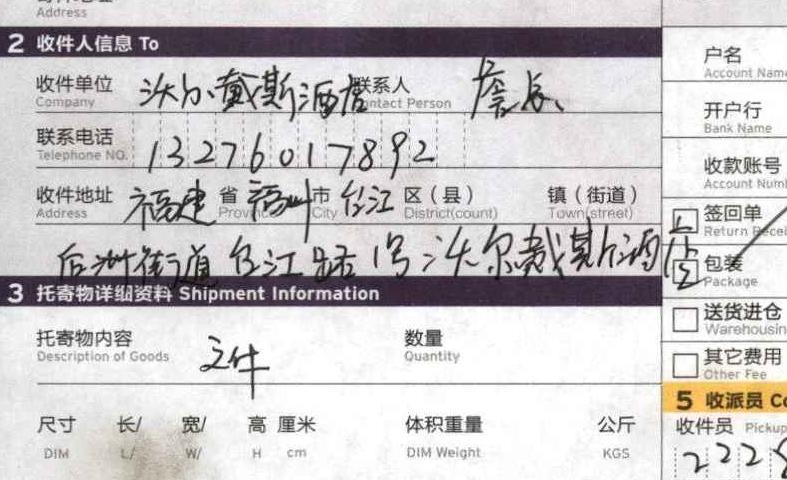 Address
2 收件人信息 To
收件单位 沃尔戴斯酒店 联系人 詹长
Company Contact Person
联系电话
Telephone NO. 13276017892
收件地址 福建 省 福州 市 台江 区（县） 镇（街道）
Address Province City District(count) Town(street)
后洲街道台江路1号沃尔戴斯酒店
3 托寄物详细资料 Shipment Information
托寄物内容 文件 数量
Description of Goods Quantity
尺寸 长/ 宽/ 高 厘米 体积重量 公斤
DIM L/ W/ H cm DIM Weight KGS
户名
Account Name
开户行
Bank Name
收款账号
Account Num
签回单
Return Recei
包装
Package
送货进仓
Warehousin
其它费用
Other Fee
5 收派员 Co
收件员 Pickup
222